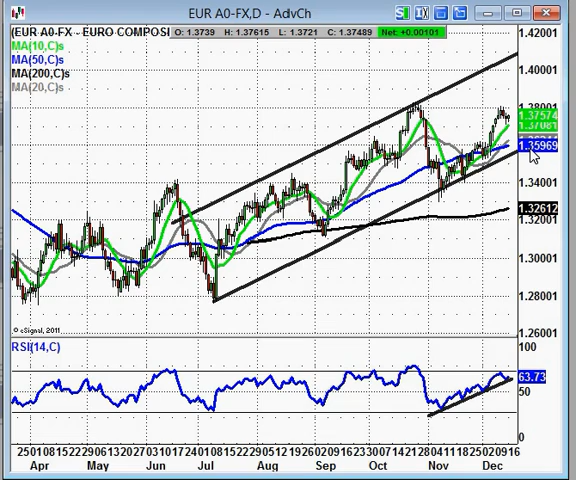 EUR A0-FX,D - AdvCh
(EUR A0-FX - EURO COMPOSI O: 1.3739 H: 1.37615 L: 1.3721 C: 1.37489 Net: +0.00101
MA(10,C)s
MA(50,C)s
MA(200,C)s
MA(20,C)s
1.42001
1.40001
1.38001
1.37574
1.37081
1.35969
1.34001
1.32612
1.32001
1.30001
1.28001
1.26001
© eSignal, 2011
RSI(14,C)
100
63.73
50
0
Apr May Jun Jul Aug Sep Oct Nov Dec